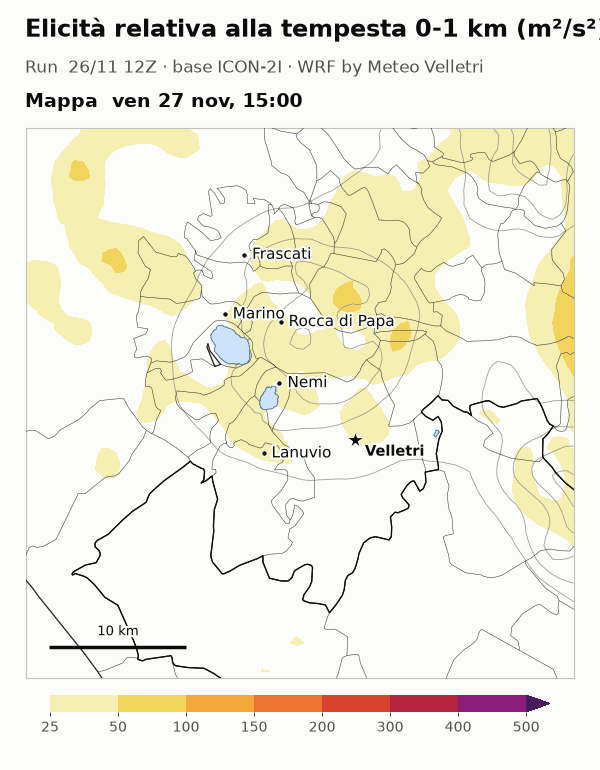 Elicità relativa alla tempesta 0-1 km (m²/s²)
Run  26/11 12Z · base ICON-2I · WRF by Meteo Velletri
Mappa  ven 27 nov, 15:00
Frascati
Marino
Rocca di Papa
Nemi
Velletri
Lanuvio
10 km
25 50 100 150 200 300 400 500